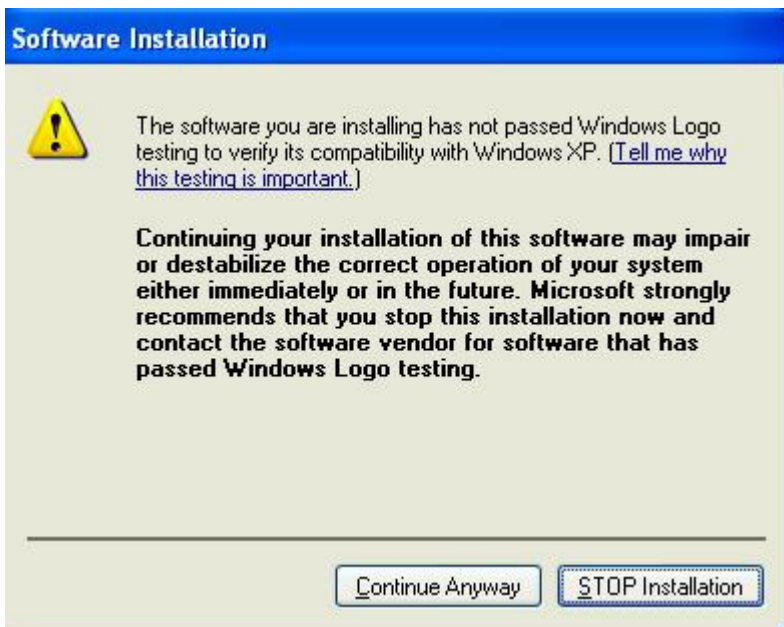 Software Installation
The software you are installing has not passed Windows Logo
testing to verify its compatibility with Windows XP. (Tell me why
this testing is important.)
Continuing your installation of this software may impair
or destabilize the correct operation of your system
either immediately or in the future. Microsoft strongly
recommends that you stop this installation now and
contact the software vendor for software that has
passed Windows Logo testing.
Continue Anyway
STOP Installation